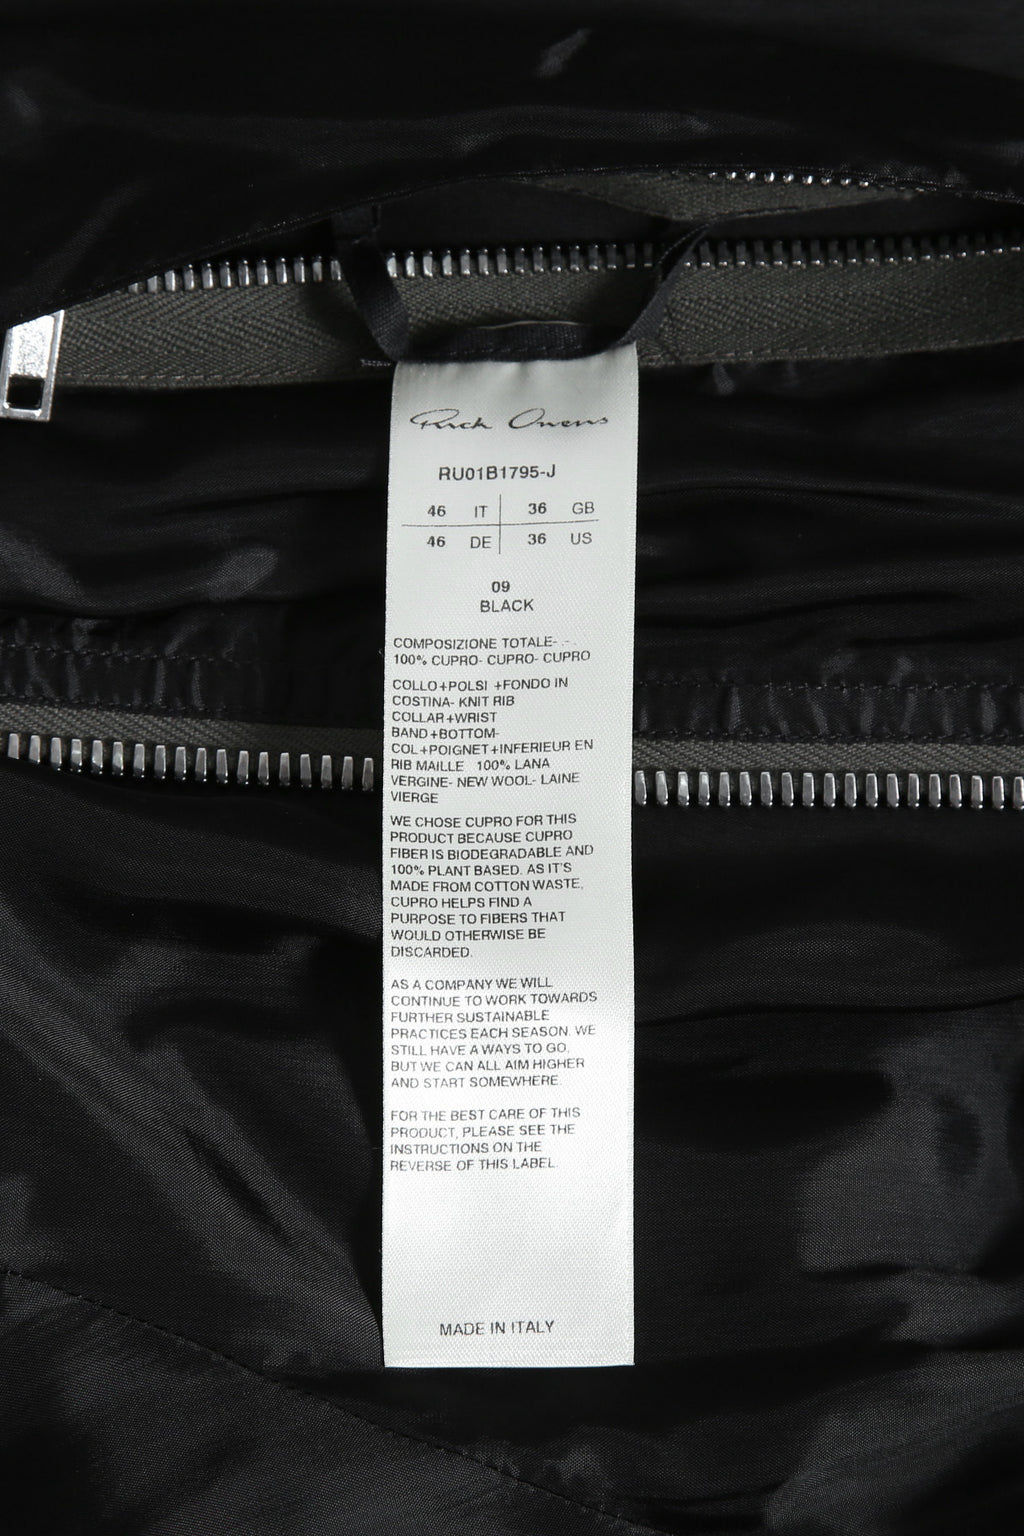 Rick Owens
RU01B1795-J
46 IT 36 GB
46 DE 36 US
09
BLACK
COMPOSIZIONE TOTALE- -
100% CUPRO- CUPRO- CUPRO
COLLO+POLSI +FONDO IN
COSTINA- KNIT RIB
COLLAR+WRIST
BAND+BOTTOM-
COL+POIGNET+INFERIEUR EN
RIB MAILLE 100% LANA
VERGINE- NEW WOOL- LAINE
VIERGE
WE CHOSE CUPRO FOR THIS
PRODUCT BECAUSE CUPRO
FIBER IS BIODEGRADABLE AND
100% PLANT BASED. AS IT'S
MADE FROM COTTON WASTE,
CUPRO HELPS FIND A
PURPOSE TO FIBERS THAT
WOULD OTHERWISE BE
DISCARDED.
AS A COMPANY WE WILL
CONTINUE TO WORK TOWARDS
FURTHER SUSTAINABLE
PRACTICES EACH SEASON. WE
STILL HAVE A WAYS TO GO,
BUT WE CAN ALL AIM HIGHER
AND START SOMEWHERE.
FOR THE BEST CARE OF THIS
PRODUCT, PLEASE SEE THE
INSTRUCTIONS ON THE
REVERSE OF THIS LABEL.
MADE IN ITALY